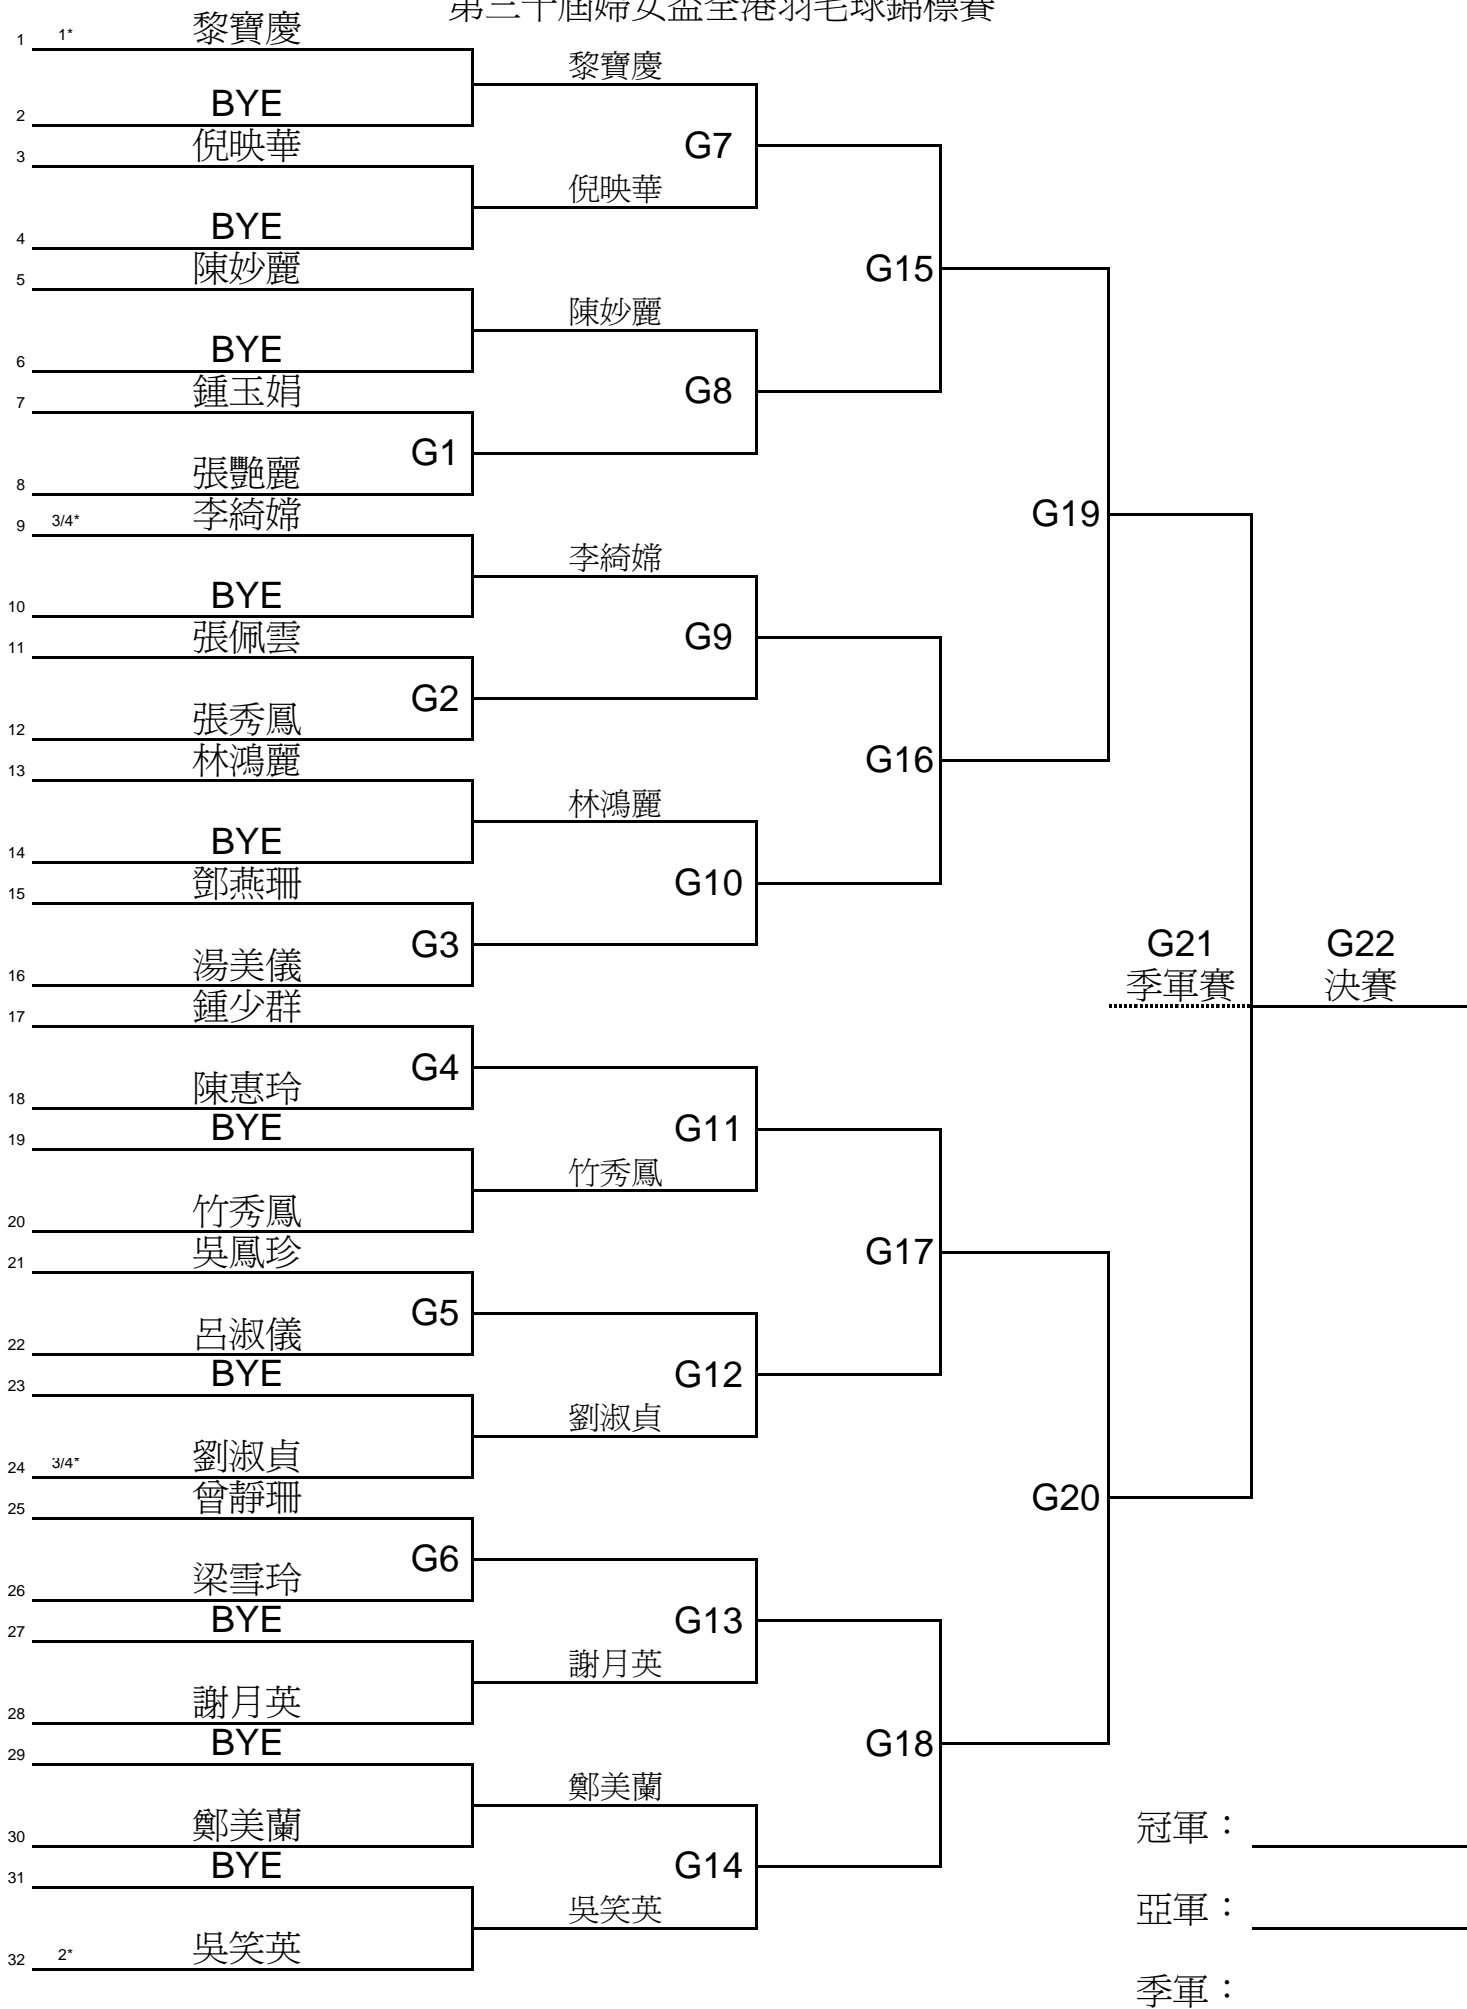 第三十屆婦女盃全港羽毛球錦標賽
1 1* 黎寶慶
黎寶慶
2 BYE
G7
3 倪映華
倪映華
4 BYE
G15
5 陳妙麗
陳妙麗
6 BYE
G8
7 鍾玉娟
G1
8 張艷麗
G19
9 3/4* 李綺嫦
李綺嫦
10 BYE
G9
11 張佩雲
G2
12 張秀鳳
G16
13 林鴻麗
林鴻麗
14 BYE
G10
15 鄧燕珊
G3
16 湯美儀
G21 G22
季軍賽 決賽
17 鍾少群
G4
18 陳惠玲
19 BYE
G11
竹秀鳳
20 竹秀鳳
G17
21 吳鳳珍
G5
22 呂淑儀
23 BYE
G12
劉淑貞
24 3/4* 劉淑貞
G20
25 曾靜珊
G6
26 梁雪玲
27 BYE
G13
謝月英
28 謝月英
G18
29 BYE
鄭美蘭
30 鄭美蘭
冠軍：
31 BYE
G14
吳笑英
亞軍：
32 2* 吳笑英
季軍：